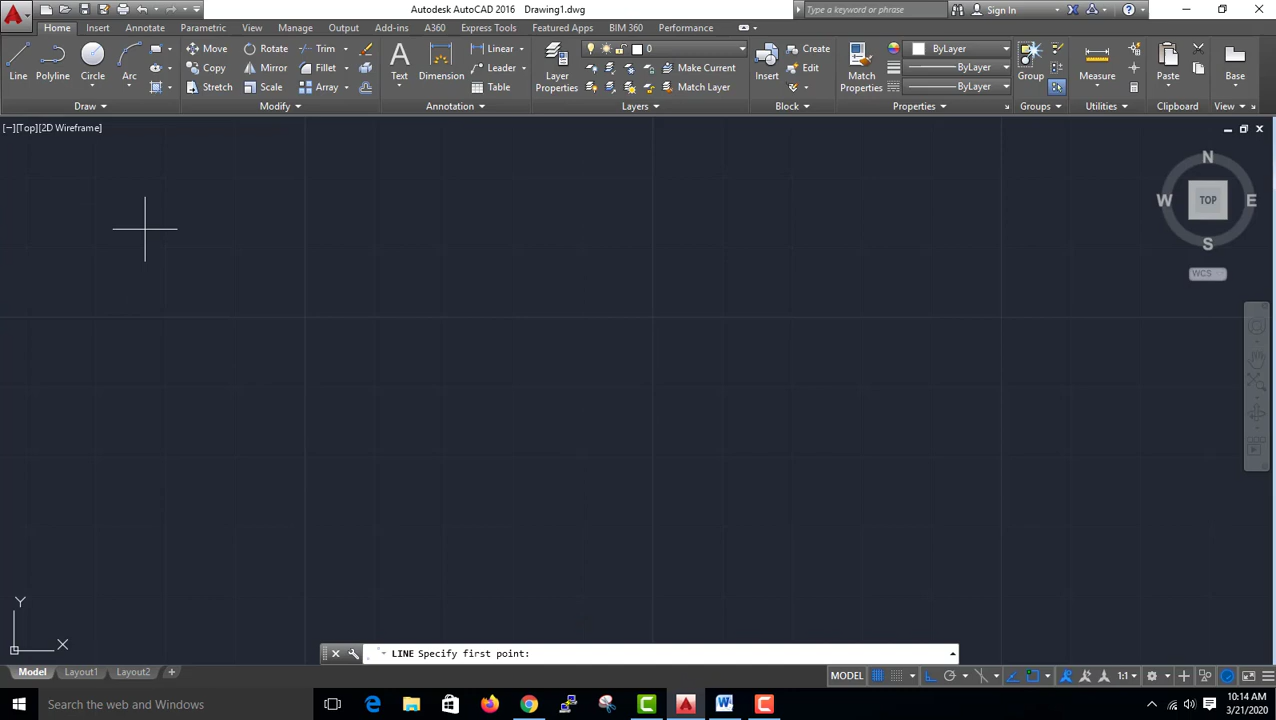 Autodesk AutoCAD 2016 Drawing1.dwg
Type a keyword or phrase
Sign In
Home Insert Annotate Parametric View Manage Output Add-ins A360 Express Tools Featured Apps BIM 360 Performance
Line Polyline Circle Arc
Move Rotate Trim
Copy Mirror Fillet
Stretch Scale Array
Text Dimension
Linear
Leader
Table
Layer Properties
0
Make Current
Match Layer
Insert
Create
Edit
Match Properties
ByLayer
ByLayer
ByLayer
Group
Measure
Paste
Base
Draw Modify Annotation Layers Block Properties Groups Utilities Clipboard View
[−][Top][2D Wireframe]
N
W TOP E
S
WCS
Y
X
LINE Specify first point:
Model Layout1 Layout2 +
MODEL
1:1
Search the web and Windows
10:14 AM
3/21/2020